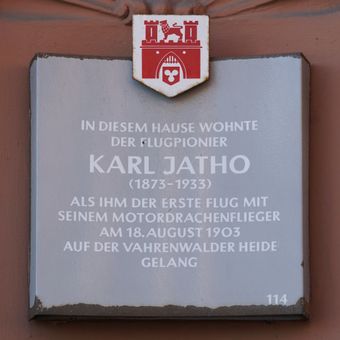 IN DIESEM HAUSE WOHNTE
DER FLUGPIONIER
KARL JATHO
(1873-1933)
ALS IHM DER ERSTE FLUG MIT
SEINEM MOTORDRACHENFLIEGER
AM 18. AUGUST 1903
AUF DER VAHRENWALDER HEIDE
GELANG
114